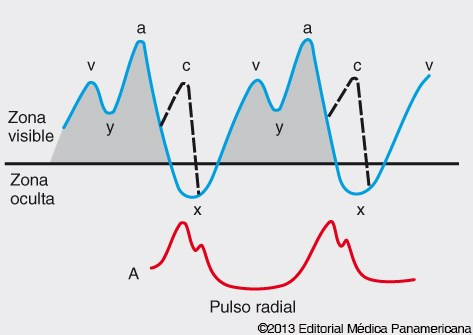 a a
v c v c v
y y
Zona
visible
Zona
oculta
x x
A
Pulso radial
©2013 Editorial Médica Panamericana